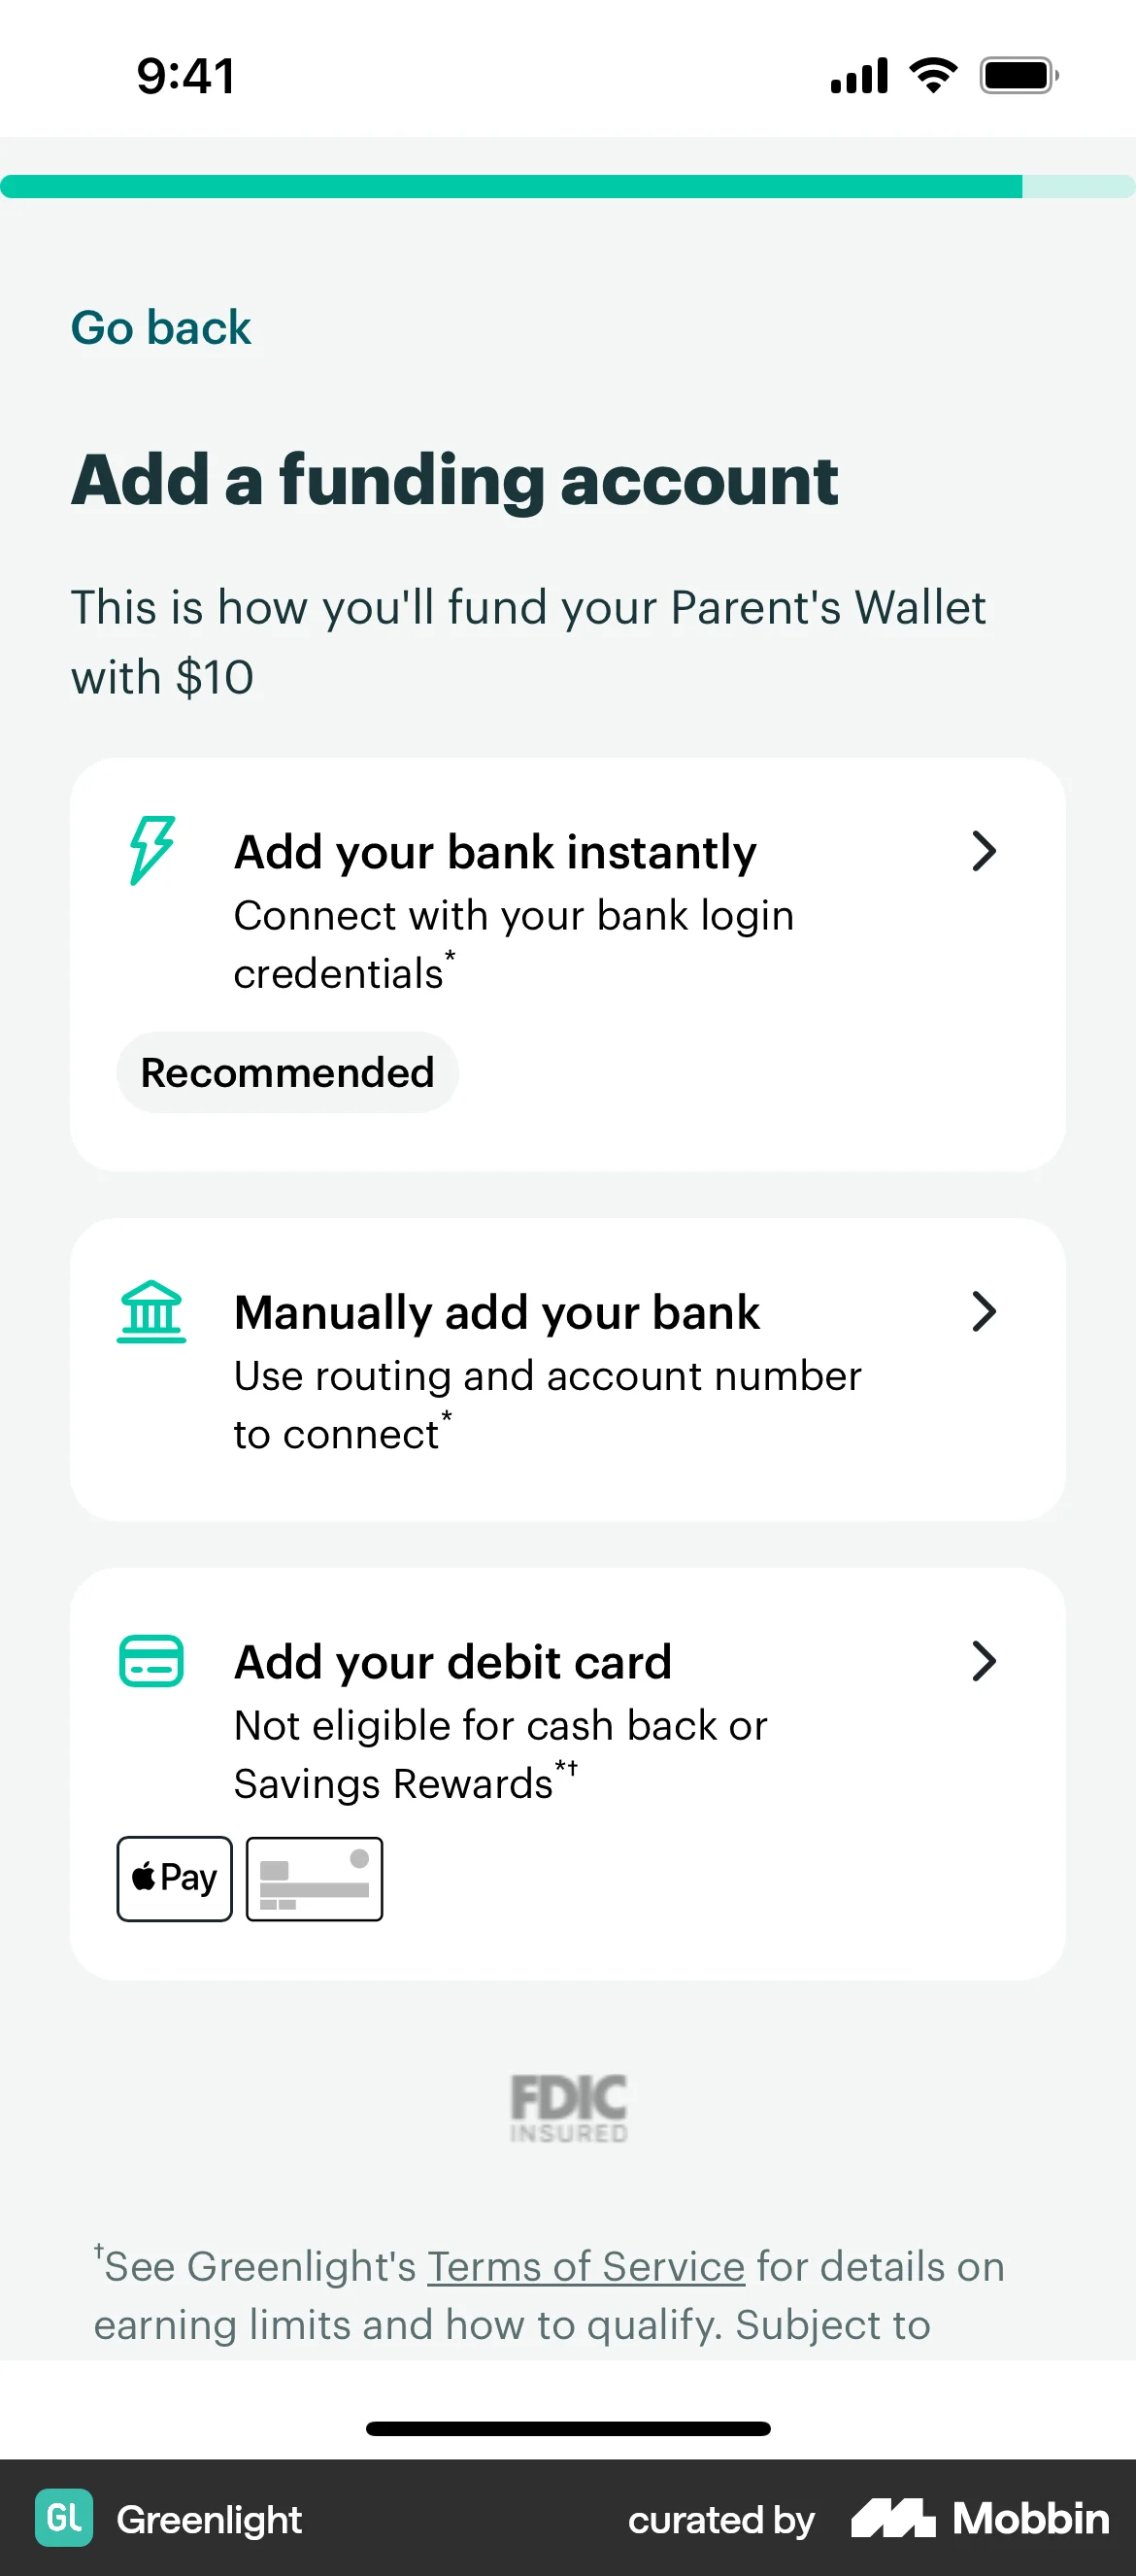 9:41
Go back
Add a funding account
This is how you'll fund your Parent's Wallet
with $10
Add your bank instantly
Connect with your bank login
credentials*
Recommended
Manually add your bank
Use routing and account number
to connect*
Add your debit card
Not eligible for cash back or
Savings Rewards*†
Pay
FDIC
INSURED
†See Greenlight's Terms of Service for details on
earning limits and how to qualify. Subject to
GL Greenlight curated by Mobbin